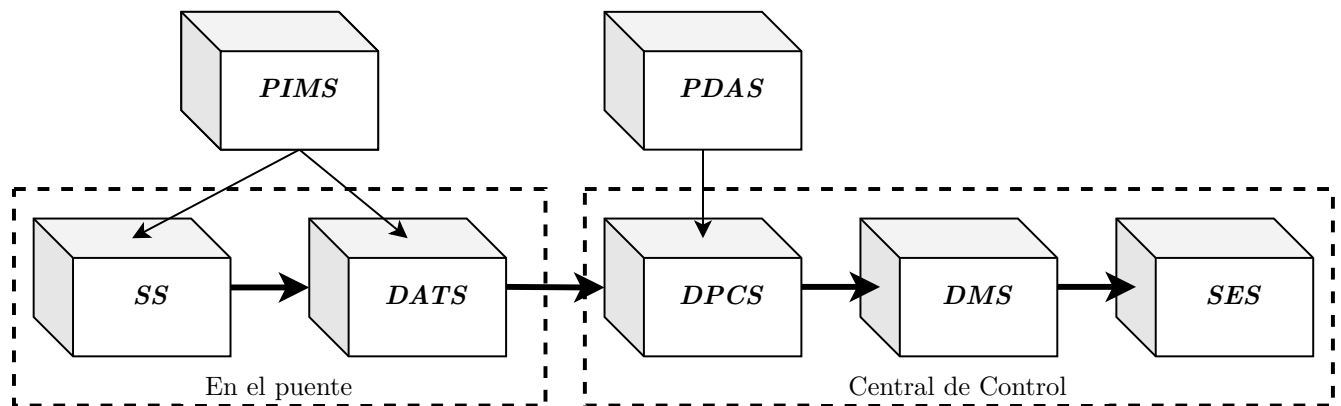 PIMS
PDAS
SS
DATS
DPCS
DMS
SES
En el puente
Central de Control